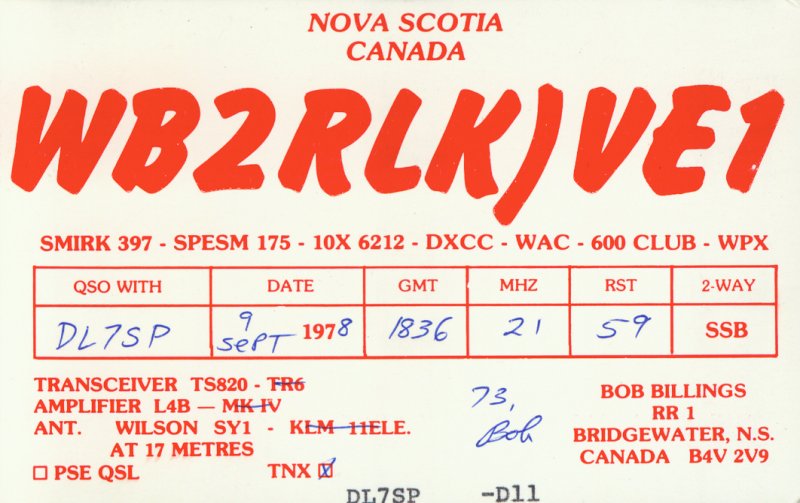 NOVA SCOTIA
CANADA
WB2RLK/VE1
SMIRK 397 - SPESM 175 - 10X 6212 - DXCC - WAC - 600 CLUB - WPX
QSO WITH DATE GMT MHZ RST 2-WAY
DL7SP 9 SEPT 1978 1836 21 59 SSB
TRANSCEIVER TS820 - TR6
AMPLIFIER L4B — MK IV
ANT. WILSON SY1 - KLM 11ELE.
AT 17 METRES
PSE QSL TNX
73,
Bob
BOB BILLINGS
RR 1
BRIDGEWATER, N.S.
CANADA B4V 2V9
DL7SP -D11